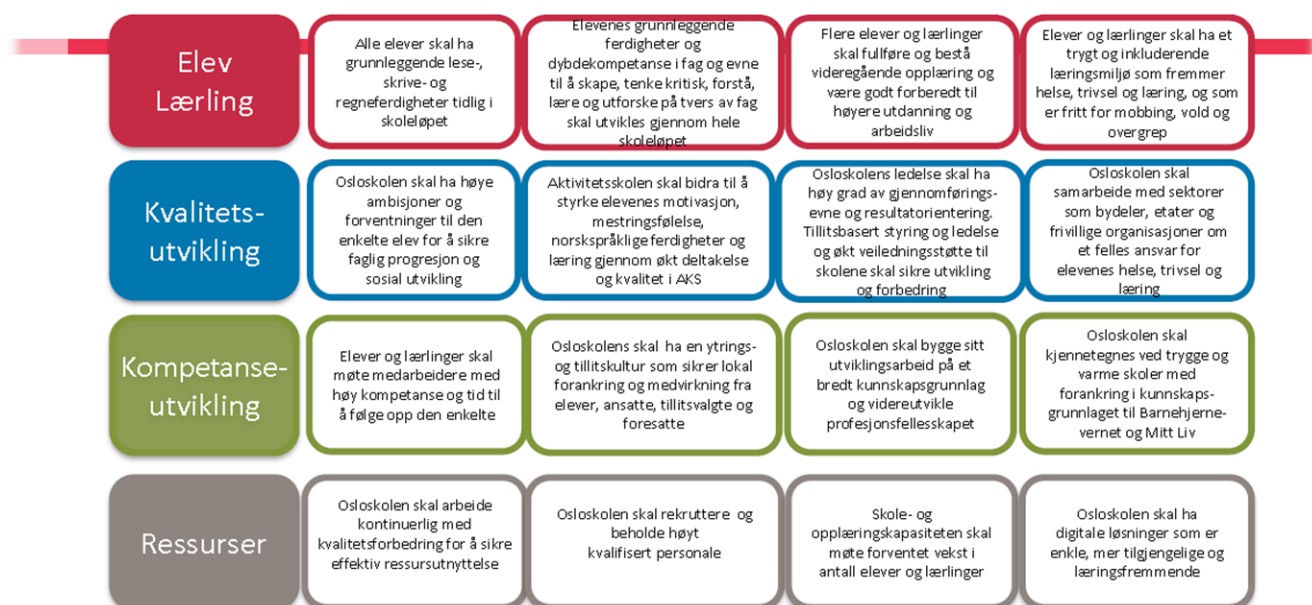 Elev
Lærling
Alle elever skal ha
grunnleggende lese-,
skrive- og
regneferdigheter tidlig i
skoleløpet
Elevenes grunnleggende
ferdigheter og
dybdekompetanse i fag og evne
til å skape, tenke kritisk, forstå,
lære og utforske på tvers av fag
skal utvikles gjennom hele
skoleløpet
Flere elever og lærlinger
skal fullføre og bestå
videregående opplæring og
være godt forberedt til
høyere utdanning og
arbeidsliv
Elever og lærlinger skal ha et
trygt og inkluderende
læringsmiljø som fremmer
helse, trivsel og læring, og som
er fritt for mobbing, vold og
overgrep
Kvalitets-
utvikling
Osloskolen skal ha høye
ambisjoner og
forventninger til den
enkelte elev for å sikre
faglig progresjon og
sosial utvikling
Aktivitetsskolen skal bidra til å
styrke elevenes motivasjon,
mestringsfølelse,
norskspråklige ferdigheter og
læring gjennom økt deltakelse
og kvalitet i AKS
Osloskolens ledelse skal ha
høy grad av gjennomførings-
evne og resultatorientering.
Tillitsbasert styring og ledelse
og økt veiledningsstøtte til
skolene skal sikre utvikling
og forbedring
Osloskolen skal
samarbeide med sektorer
som bydeler, etater og
frivillige organisasjoner om
et felles ansvar for
elevenes helse, trivsel og
læring
Kompetanse-
utvikling
Elever og lærlinger skal
møte medarbeidere med
høy kompetanse og tid til
å følge opp den enkelte
Osloskolens skal ha en ytrings-
og tillitskultur som sikrer lokal
forankring og medvirkning fra
elever, ansatte, tillitsvalgte og
foresatte
Osloskolen skal bygge sitt
utviklingsarbeid på et
bredt kunnskapsgrunnlag
og videreutvikle
profesjonsfellesskapet
Osloskolen skal
kjennetegnes ved trygge og
varme skoler med
forankring i kunnskaps-
grunnlaget til Barnehjerne-
vernet og Mitt Liv
Ressurser
Osloskolen skal arbeide
kontinuerlig med
kvalitetsforbedring for å sikre
effektiv ressursutnyttelse
Osloskolen skal rekruttere og
beholde høyt
kvalifisert personale
Skole- og
opplæringskapasiteten skal
møte forventet vekst i
antall elever og lærlinger
Osloskolen skal ha
digitale løsninger som er
enkle, mer tilgjengelige og
læringsfremmende